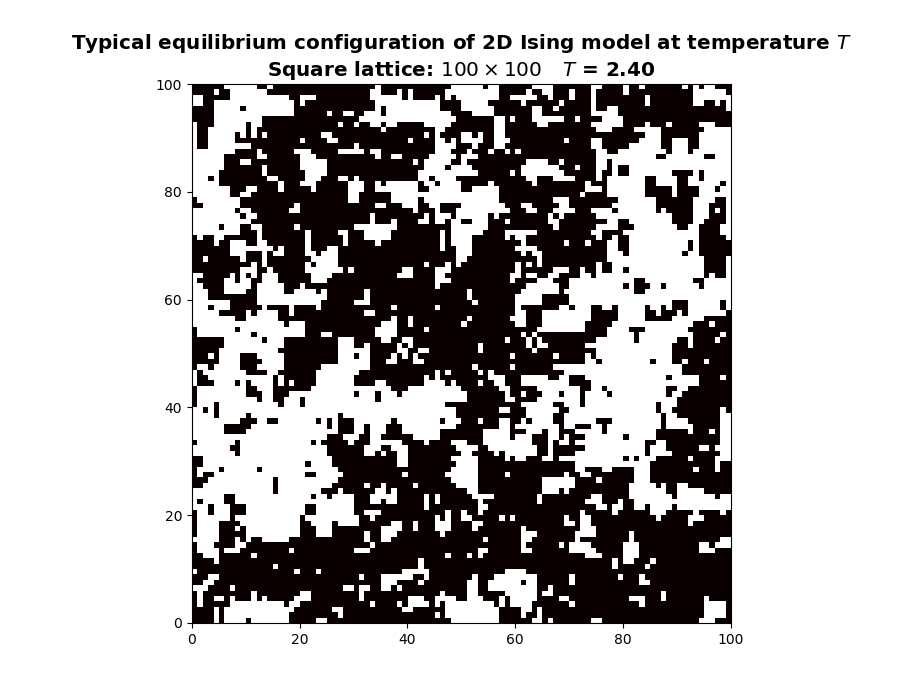 Typical equilibrium configuration of 2D Ising model at temperature T
Square lattice: 100 × 100 T = 2.40
100
80
60
40
20
0
0 20 40 60 80 100